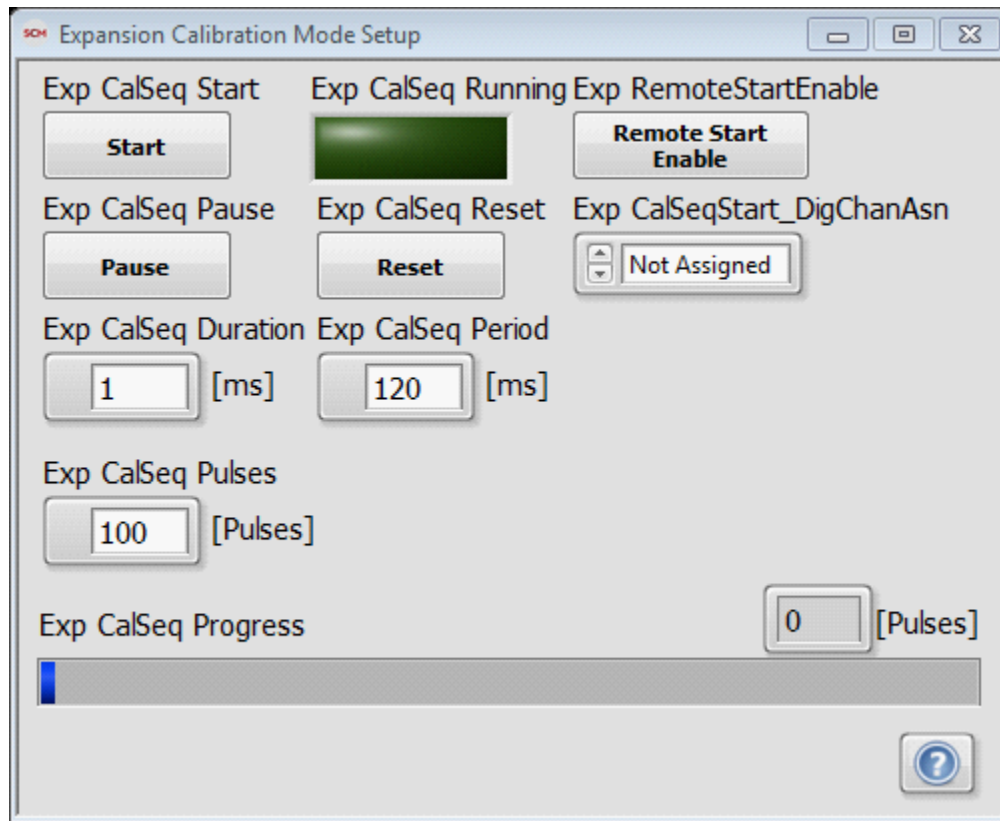 SCM Expansion Calibration Mode Setup
Exp CalSeq Start Exp CalSeq Running Exp RemoteStartEnable
Start Remote Start
Enable
Exp CalSeq Pause Exp CalSeq Reset Exp CalSeqStart_DigChanAsn
Pause Reset Not Assigned
Exp CalSeq Duration Exp CalSeq Period
1 [ms] 120 [ms]
Exp CalSeq Pulses
100 [Pulses]
Exp CalSeq Progress 0 [Pulses]
?